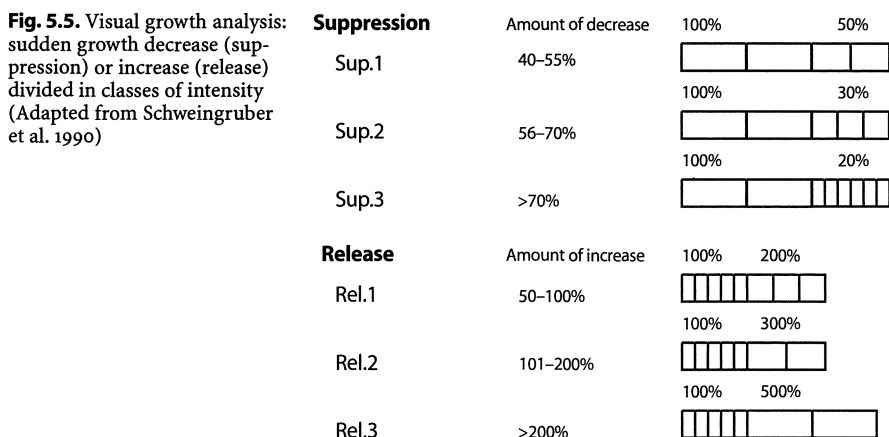 Fig. 5.5. Visual growth analysis:
sudden growth decrease (sup-
pression) or increase (release)
divided in classes of intensity
(Adapted from Schweingruber
et al. 1990)
Suppression Amount of decrease 100% 50%
Sup.1 40–55%
100% 30%
Sup.2 56–70%
100% 20%
Sup.3 >70%
Release Amount of increase 100% 200%
Rel.1 50–100%
100% 300%
Rel.2 101–200%
100% 500%
Rel.3 >200%